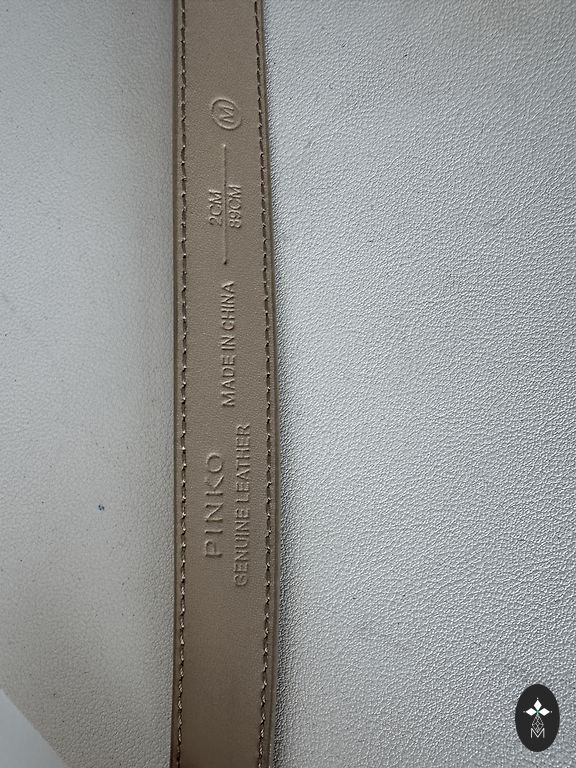 PINKO
GENUINE LEATHER
MADE IN CHINA
2CM
89CM
M
M